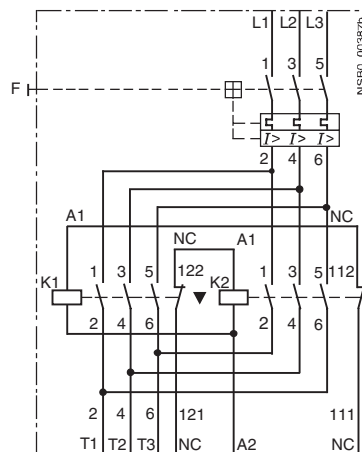 L1 L2 L3
NSB0_00387b
1 3 5
F
I> I> I>
2 4 6
A1 NC
NC A1
K1 1 3 5 122 K2 1 3 5 112
2 4 6 2 4 6
2 4 6 121 111
T1 T2 T3 NC A2 NC